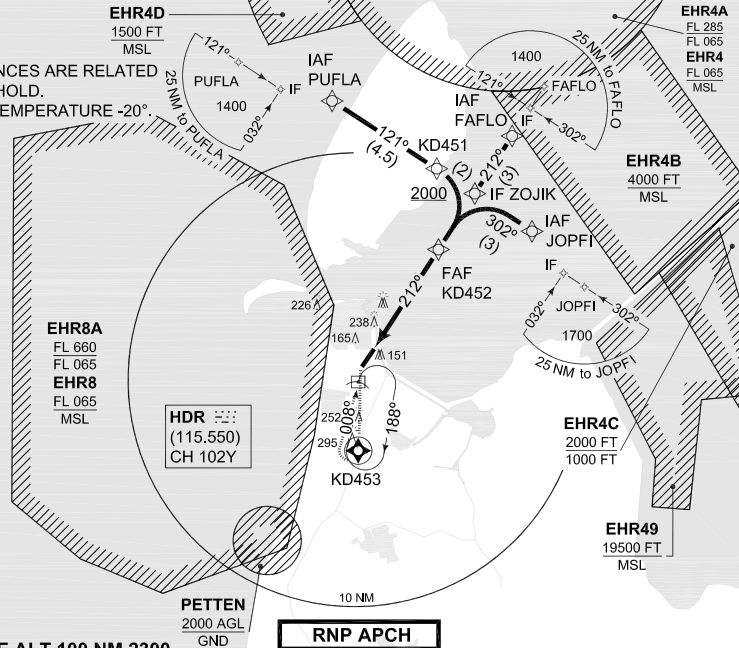 EHR4D
1500 FT
MSL
EHR4A
FL 285
FL 065
EHR4
FL 065
MSL
NCES ARE RELATED
HOLD.
TEMPERATURE -20°.
121°
PUFLA
1400
IF
032°
25 NM to PUFLA
IAF
PUFLA
121°
(4.5)
KD451
2000
(2)
IAF
FAFLO
IF
FAFLO
1400
121°
302°
25 NM to FAFLO
212°
(3)
IF ZOJIK
302°
(3)
IAF
JOPFI
EHR4B
4000 FT
MSL
FAF
KD452
212°
IF
JOPFI
032°
302°
1700
25 NM to JOPFI
226
238
165
151
EHR8A
FL 660
FL 065
EHR8
FL 065
MSL
HDR
(115.550)
CH 102Y
252
295
008°
188°
KD453
EHR4C
2000 FT
1000 FT
EHR49
19500 FT
MSL
10 NM
PETTEN
2000 AGL
GND
RNP APCH
E ALT 100 NM 2300